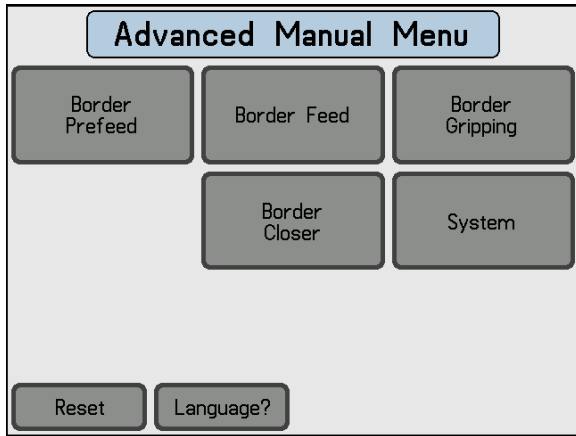 Advanced Manual Menu
Border
Prefeed
Border Feed
Border
Gripping
Border
Closer
System
Reset
Language?